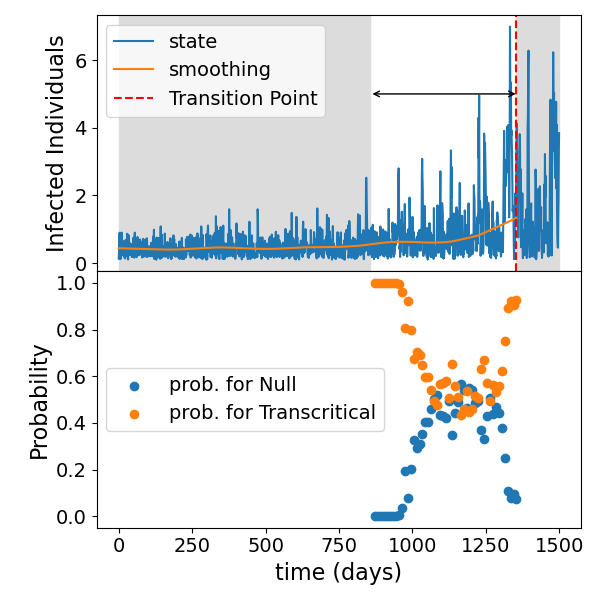 Infected Individuals
6
4
2
0
state
smoothing
Transition Point
Probability
1.0
0.8
0.6
0.4
0.2
0.0
prob. for Null
prob. for Transcritical
0 250 500 750 1000 1250 1500
time (days)